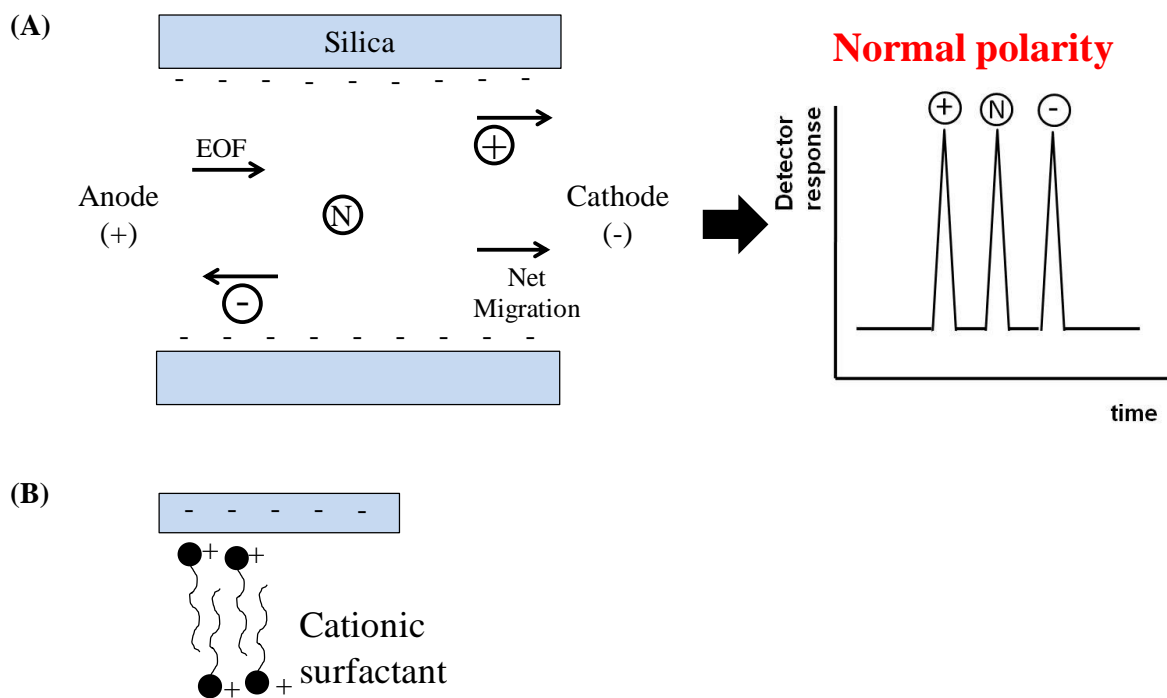 (A)
Silica
- - - - - - - - -
EOF
+
N
Anode
(+)
Cathode
(-)
-
Net
Migration
- - - - - - - - -
Normal polarity
+ N -
Detector
response
time
(B)
- - - - -
+ +
Cationic
surfactant
+ +